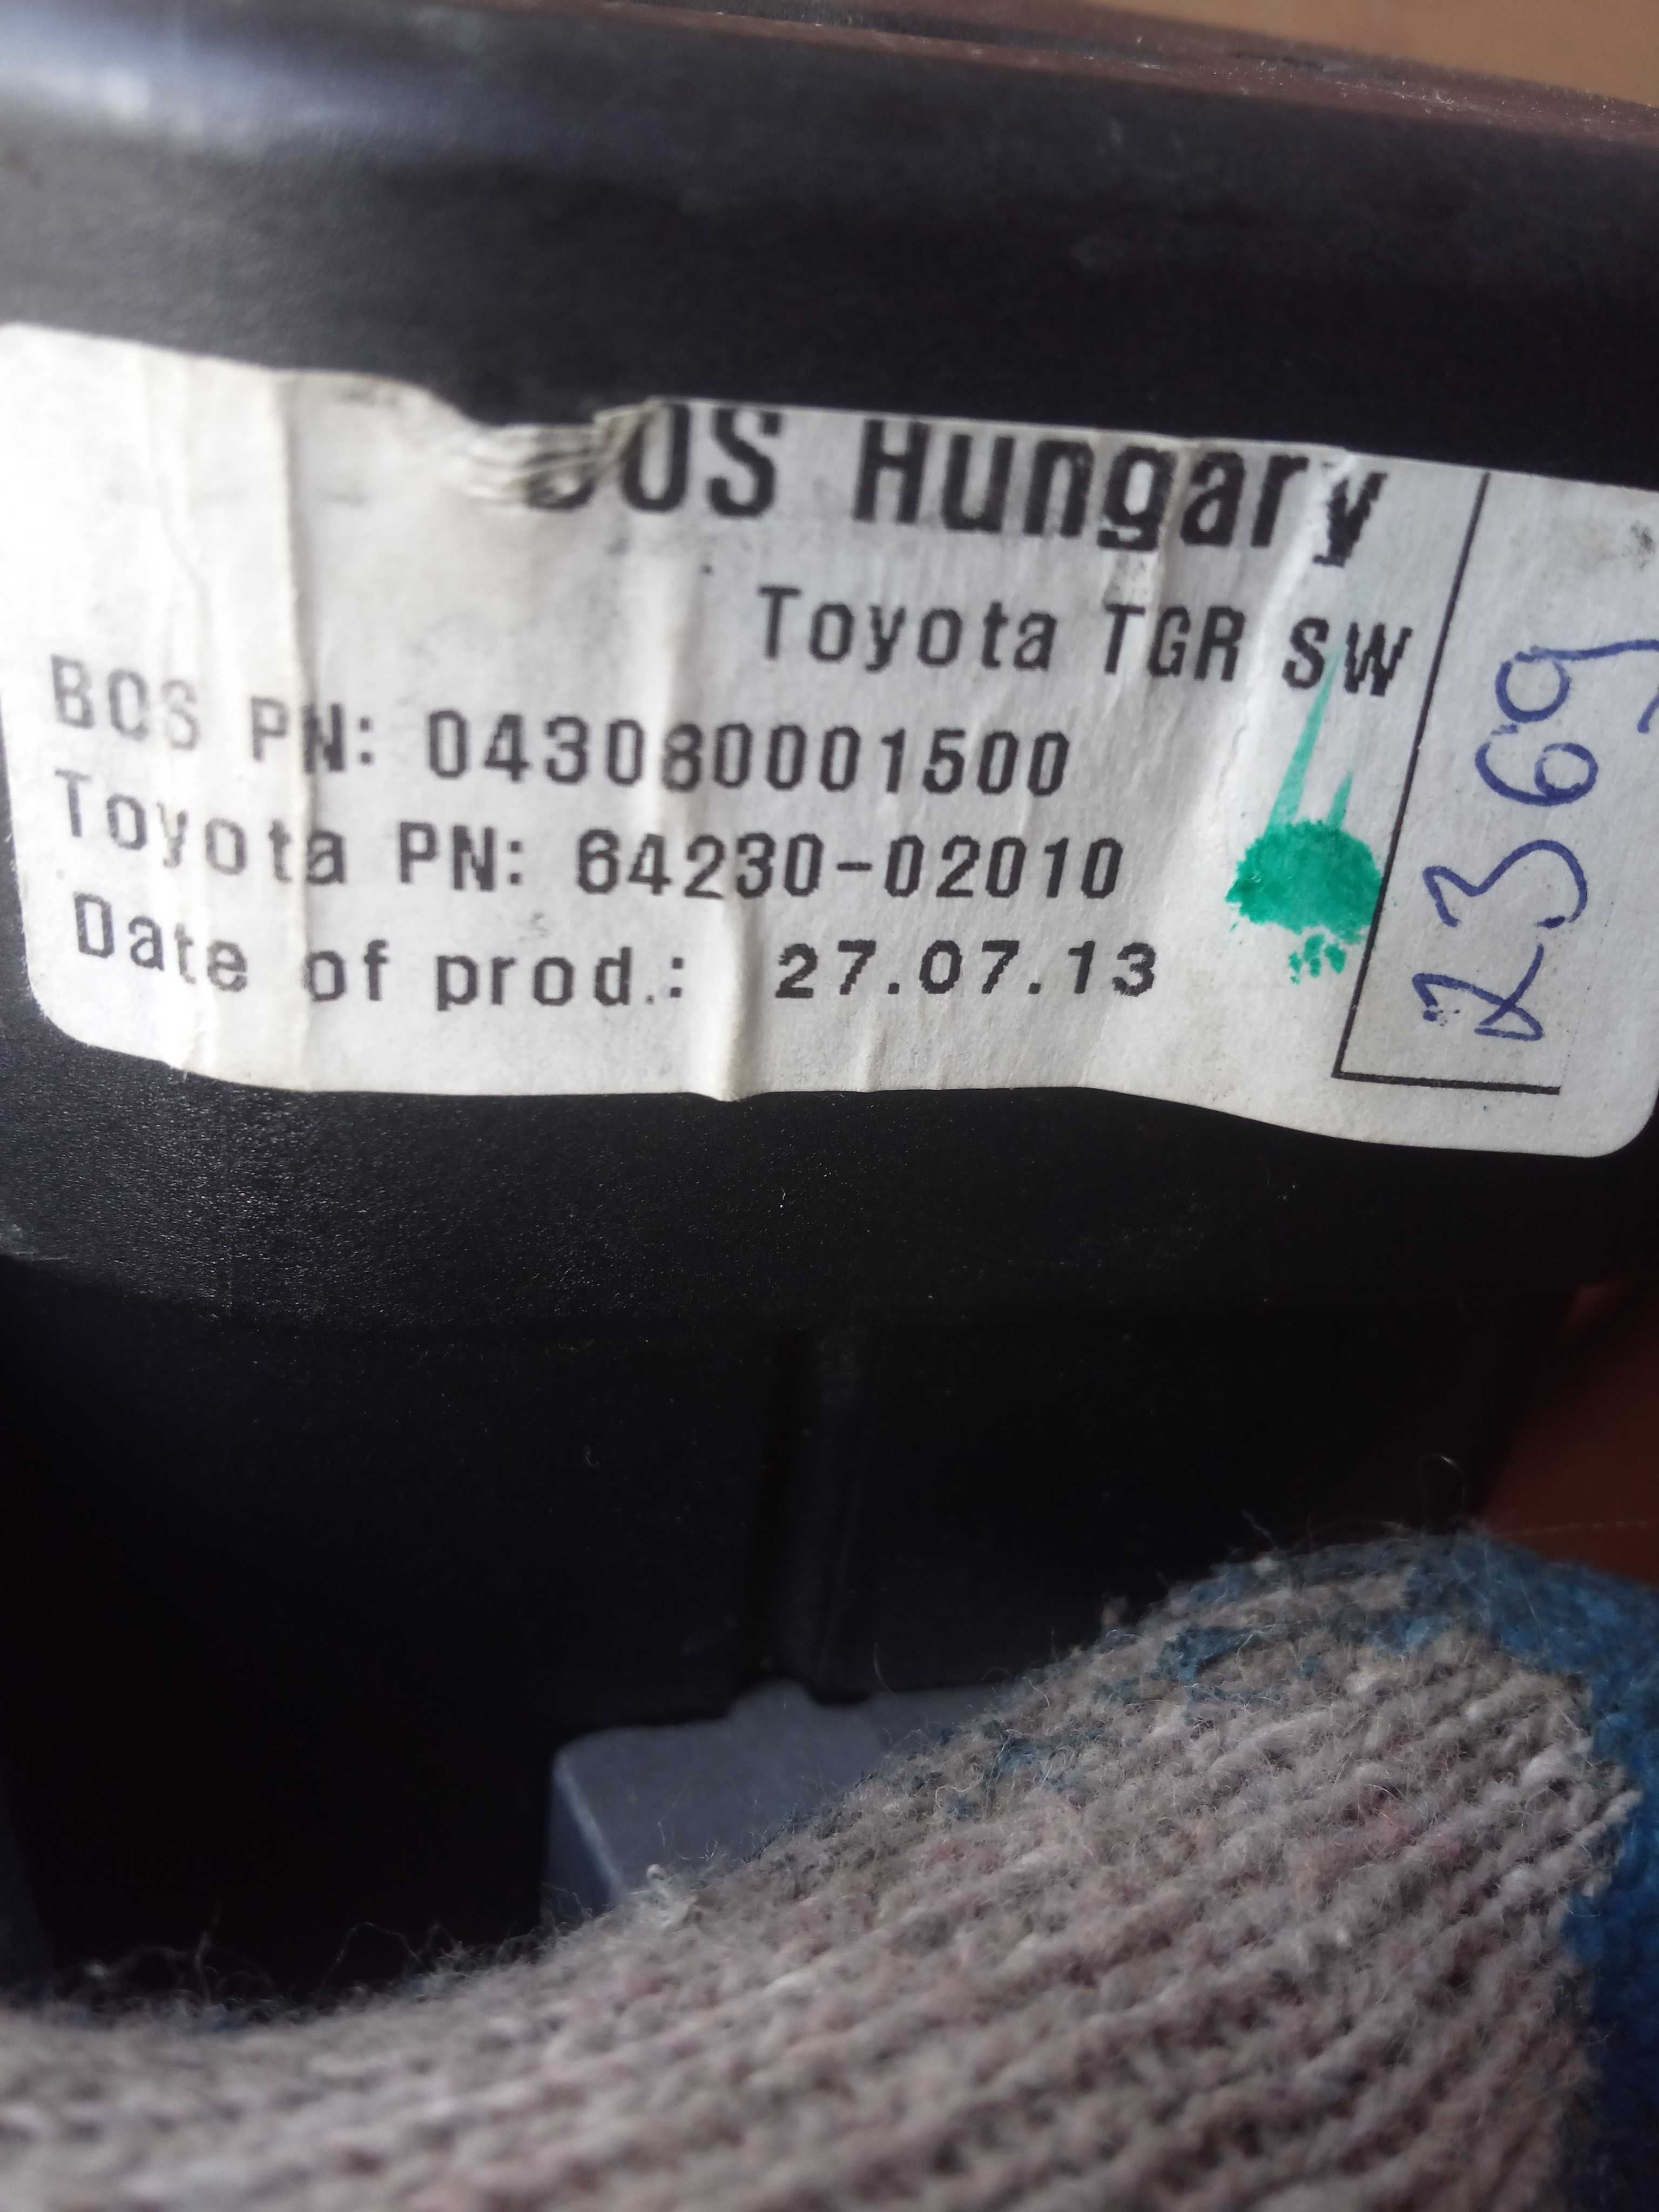 BOS Hungary
Toyota TGR SW
BOS PN: 043080001500
Toyota PN: 64230-02010
Date of prod.: 27.07.13
2369